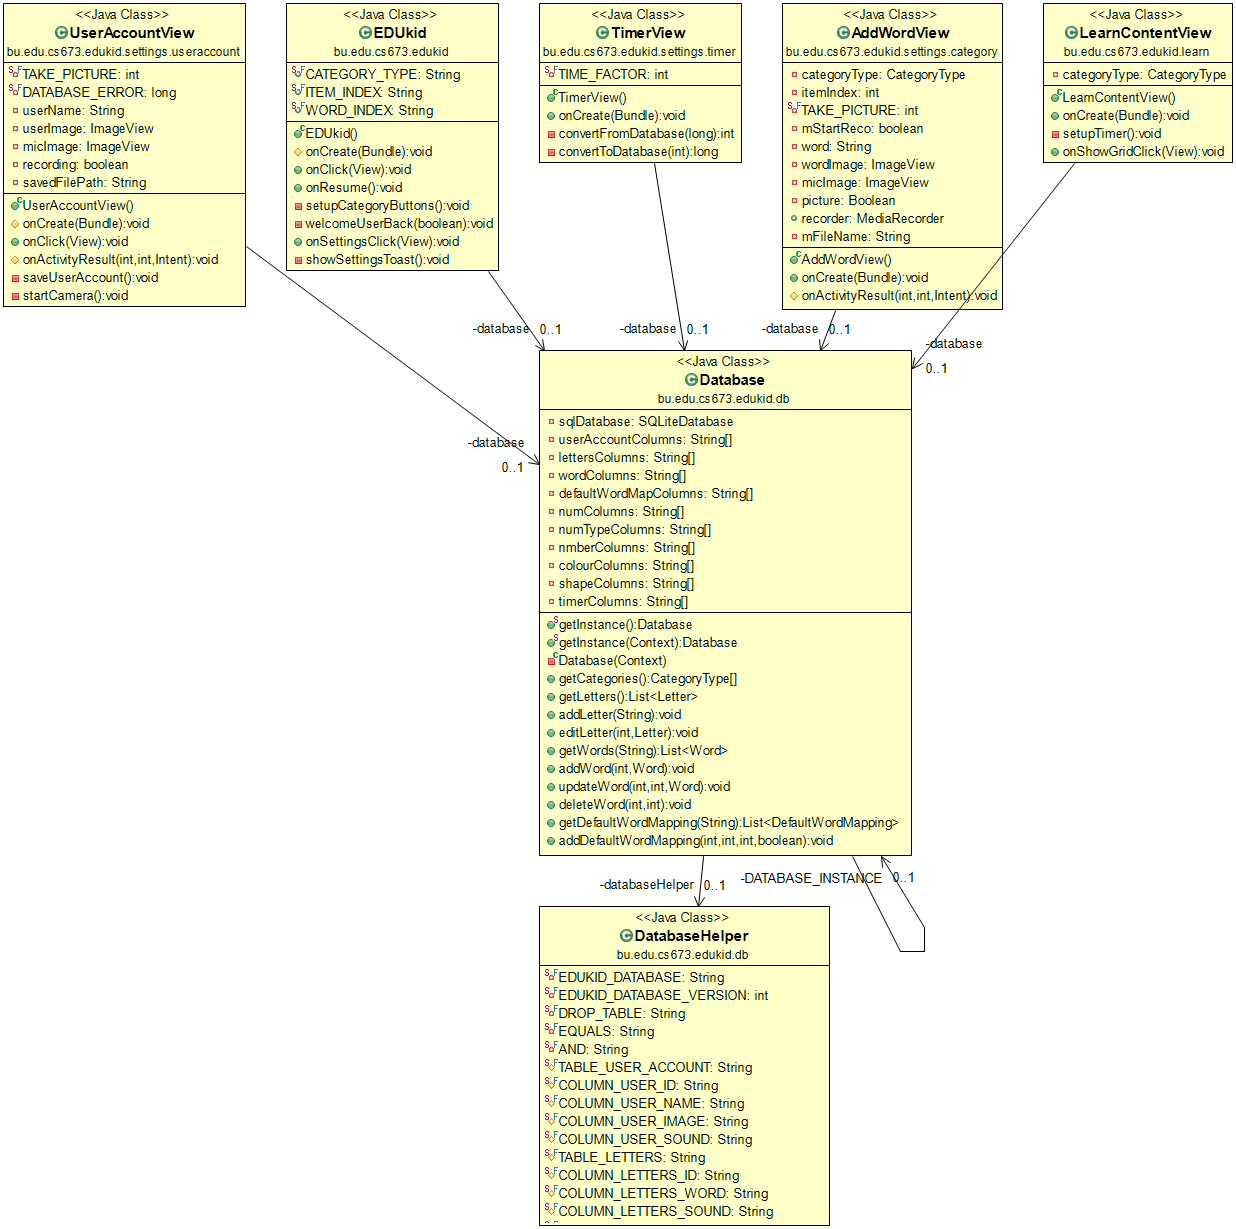 <<Java Class>>
UserAccountView
bu.edu.cs673.edukid.settings.useraccount
TAKE_PICTURE: int
DATABASE_ERROR: long
userName: String
userImage: ImageView
micImage: ImageView
recording: boolean
savedFilePath: String
UserAccountView()
onCreate(Bundle):void
onClick(View):void
onActivityResult(int,int,Intent):void
saveUserAccount():void
startCamera():void
<<Java Class>>
EDUkid
bu.edu.cs673.edukid
CATEGORY_TYPE: String
ITEM_INDEX: String
WORD_INDEX: String
EDUkid()
onCreate(Bundle):void
onClick(View):void
onResume():void
setupCategoryButtons():void
welcomeUserBack(boolean):void
onSettingsClick(View):void
showSettingsToast():void
<<Java Class>>
TimerView
bu.edu.cs673.edukid.settings.timer
TIME_FACTOR: int
TimerView()
onCreate(Bundle):void
convertFromDatabase(long):int
convertToDatabase(int):long
<<Java Class>>
AddWordView
bu.edu.cs673.edukid.settings.category
categoryType: CategoryType
itemIndex: int
TAKE_PICTURE: int
mStartReco: boolean
word: String
wordImage: ImageView
micImage: ImageView
picture: Boolean
recorder: MediaRecorder
mFileName: String
AddWordView()
onCreate(Bundle):void
onActivityResult(int,int,Intent):void
<<Java Class>>
LearnContentView
bu.edu.cs673.edukid.learn
categoryType: CategoryType
LearnContentView()
onCreate(Bundle):void
setupTimer():void
onShowGridClick(View):void
-database 0..1
-database 0..1
-database 0..1
-database
0..1
-database
0..1
<<Java Class>>
Database
bu.edu.cs673.edukid.db
sqlDatabase: SQLiteDatabase
userAccountColumns: String[]
lettersColumns: String[]
wordColumns: String[]
defaultWordMapColumns: String[]
numColumns: String[]
numTypeColumns: String[]
nmberColumns: String[]
colourColumns: String[]
shapeColumns: String[]
timerColumns: String[]
getInstance():Database
getInstance(Context):Database
Database(Context)
getCategories():CategoryType[]
getLetters():List<Letter>
addLetter(String):void
editLetter(int,Letter):void
getWords(String):List<Word>
addWord(int,Word):void
updateWord(int,int,Word):void
deleteWord(int,int):void
getDefaultWordMapping(String):List<DefaultWordMapping>
addDefaultWordMapping(int,int,int,boolean):void
-databaseHelper 0..1
-DATABASE_INSTANCE 0..1
<<Java Class>>
DatabaseHelper
bu.edu.cs673.edukid.db
EDUKID_DATABASE: String
EDUKID_DATABASE_VERSION: int
DROP_TABLE: String
EQUALS: String
AND: String
TABLE_USER_ACCOUNT: String
COLUMN_USER_ID: String
COLUMN_USER_NAME: String
COLUMN_USER_IMAGE: String
COLUMN_USER_SOUND: String
TABLE_LETTERS: String
COLUMN_LETTERS_ID: String
COLUMN_LETTERS_WORD: String
COLUMN_LETTERS_SOUND: String